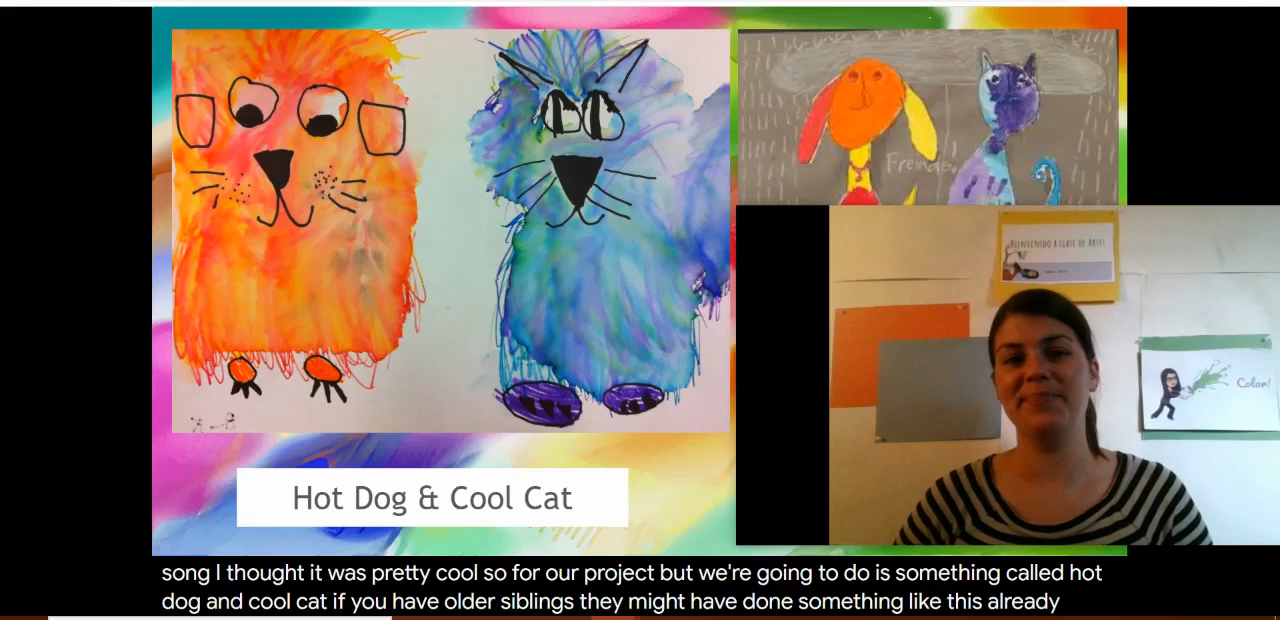 Friends!
¡BIENVENIDO A CLASE DE ARTE!
Color!
Hot Dog & Cool Cat
song I thought it was pretty cool so for our project but we're going to do is something called hot
dog and cool cat if you have older siblings they might have done something like this already